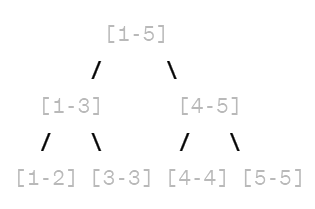 [1-5]
/ \
[1-3] [4-5]
/ \ / \
[1-2] [3-3] [4-4] [5-5]